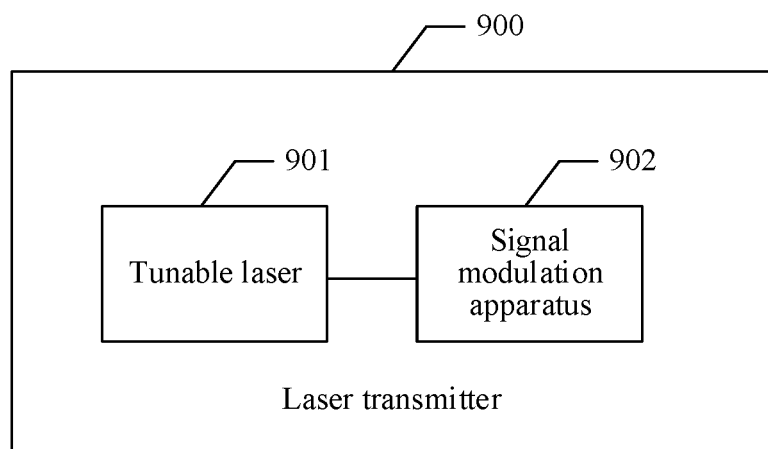 900
901
902
Tunable laser
Signal
modulation
apparatus
Laser transmitter